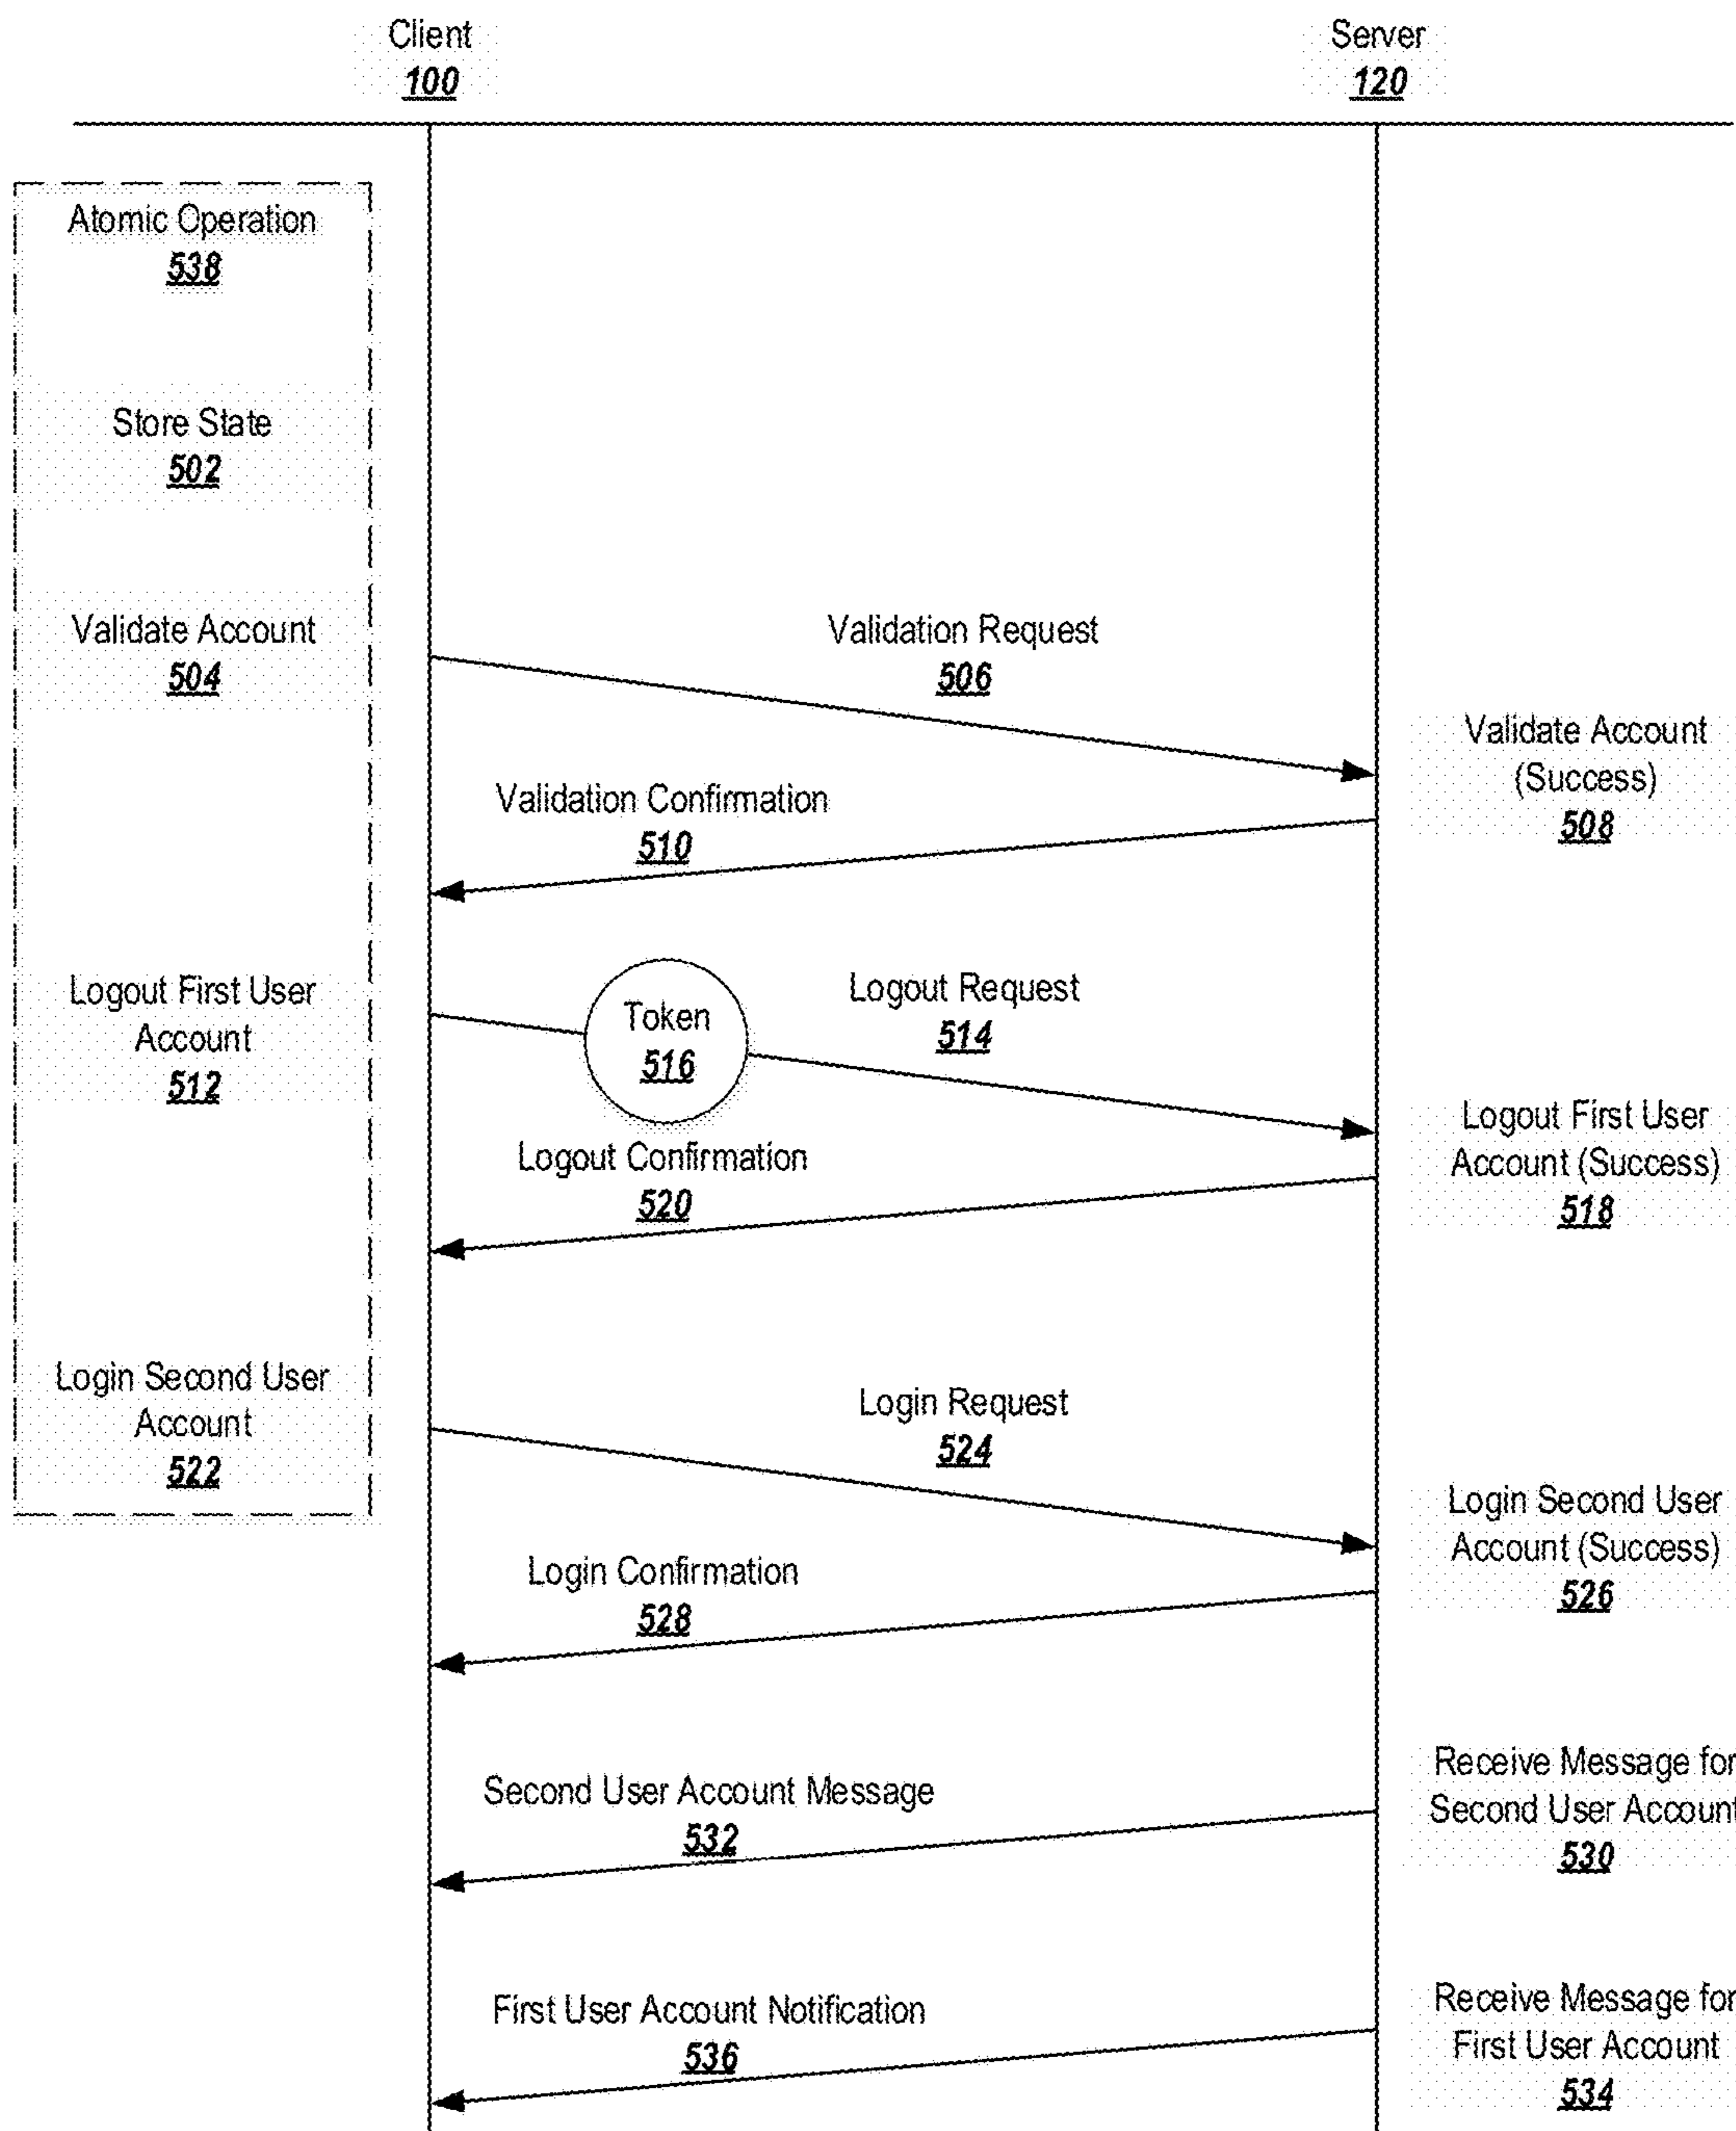 Client
100
Server
120
Atomic Operation
538
Store State
502
Validate Account
504
Validation Request
506
Validate Account
(Success)
508
Validation Confirmation
510
Logout First User
Account
512
Token
516
Logout Request
514
Logout First User
Account (Success)
518
Logout Confirmation
520
Login Second User
Account
522
Login Request
524
Login Second User
Account (Success)
526
Login Confirmation
528
Receive Message for
Second User Account
530
Second User Account Message
532
Receive Message for
First User Account
534
First User Account Notification
536